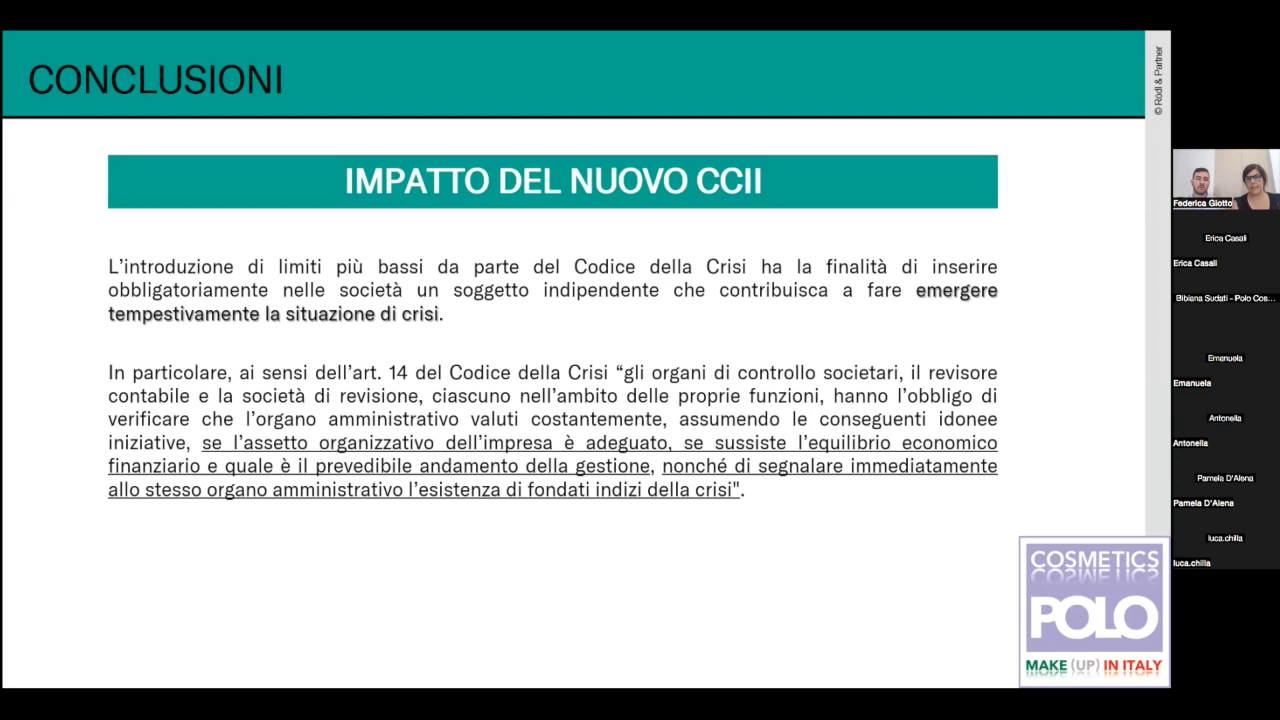 CONCLUSIONI
© Rödl & Partner
IMPATTO DEL NUOVO CCII
L'introduzione di limiti più bassi da parte del Codice della Crisi ha la finalità di inserire
obbligatoriamente nelle società un soggetto indipendente che contribuisca a fare emergere
tempestivamente la situazione di crisi.
In particolare, ai sensi dell'art. 14 del Codice della Crisi “gli organi di controllo societari, il revisore
contabile e la società di revisione, ciascuno nell'ambito delle proprie funzioni, hanno l'obbligo di
verificare che l'organo amministrativo valuti costantemente, assumendo le conseguenti idonee
iniziative, se l'assetto organizzativo dell'impresa è adeguato, se sussiste l'equilibrio economico
finanziario e quale è il prevedibile andamento della gestione, nonché di segnalare immediatamente
allo stesso organo amministrativo l'esistenza di fondati indizi della crisi".
COSMETICS
POLO
MAKE (UP) IN ITALY
Federica Giotto
Erica Casali
Erica Casali
Bibiana Sudati - Polo Cos...
Emanuela
Emanuela
Antonella
Antonella
Pamela D'Alena
Pamela D'Alena
luca.chilla
luca.chilla